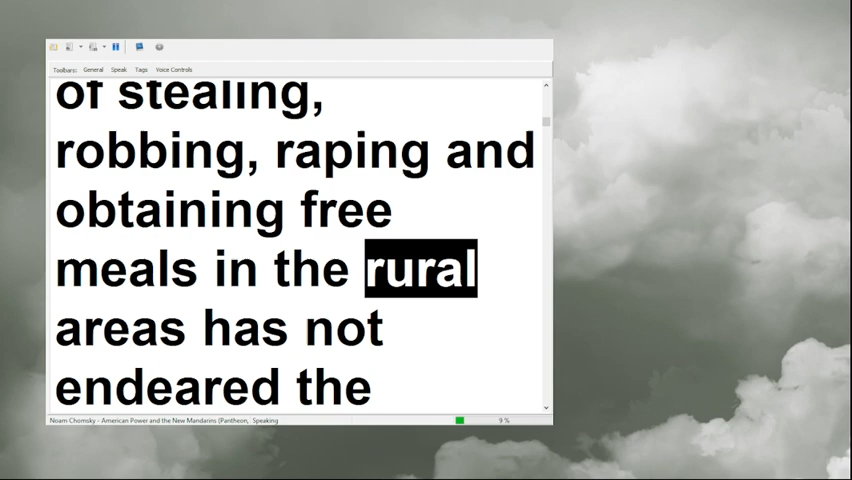 Toolbars: General Speak Tags Voice Controls
of stealing,
robbing, raping and
obtaining free
meals in the rural
areas has not
endeared the
Noam Chomsky - American Power and the New Mandarins (Pantheon, Speaking 9 %